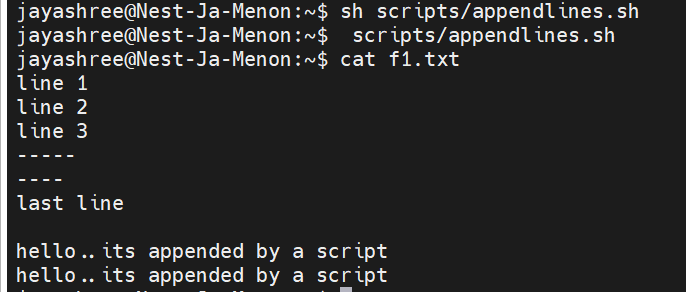 jayashree@Nest-Ja-Menon:~$ sh scripts/appendlines.sh
jayashree@Nest-Ja-Menon:~$  scripts/appendlines.sh
jayashree@Nest-Ja-Menon:~$ cat f1.txt
line 1
line 2
line 3
-----
----
last line

hello..its appended by a script
hello..its appended by a script